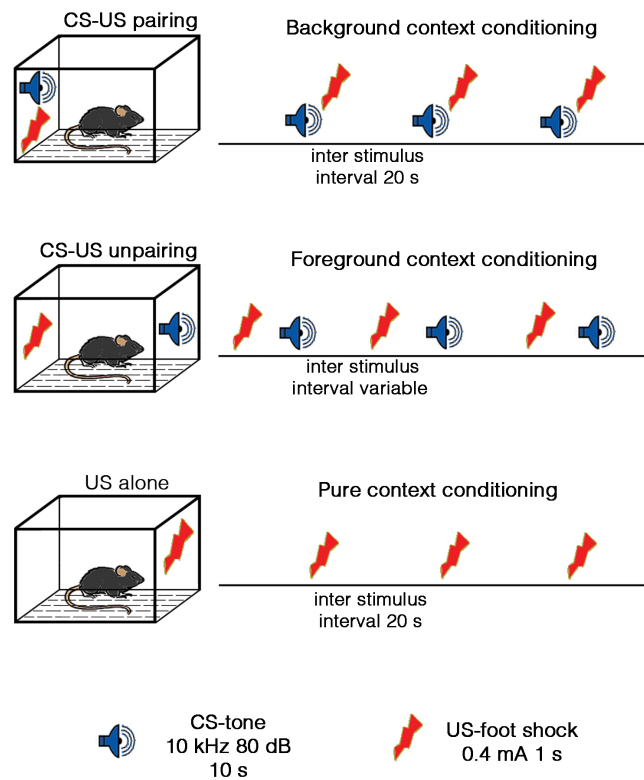 CS-US pairing
Background context conditioning
inter stimulus
interval 20 s
CS-US unpairing
Foreground context conditioning
inter stimulus
interval variable
US alone
Pure context conditioning
inter stimulus
interval 20 s
CS-tone
10 kHz 80 dB
10 s
US-foot shock
0.4 mA 1 s